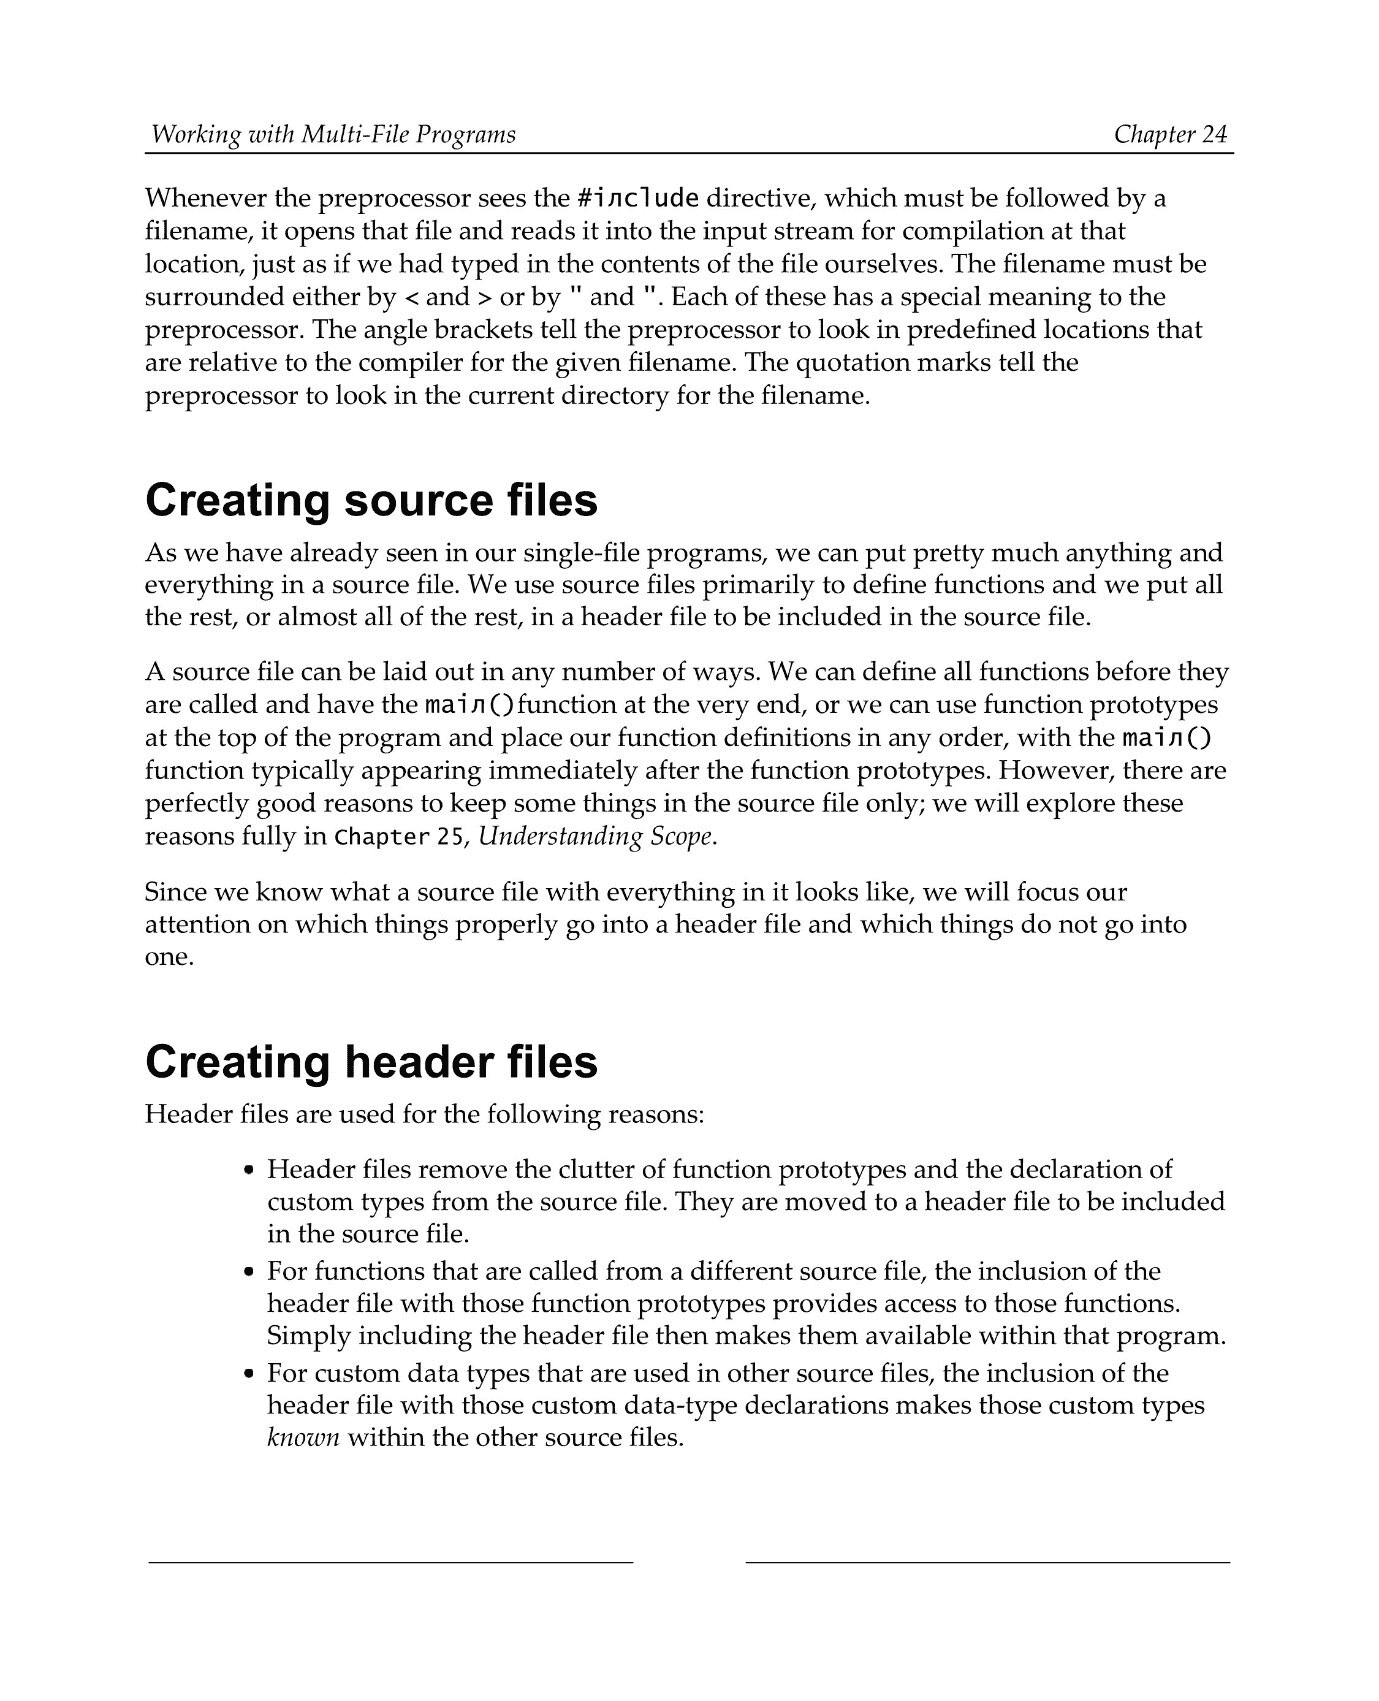 Working with Multi-File Programs Chapter 24
Whenever the preprocessor sees the #iлclude directive, which must be followed by a
filename, it opens that file and reads it into the input stream for compilation at that
location, just as if we had typed in the contents of the file ourselves. The filename must be
surrounded either by < and > or by " and ". Each of these has a special meaning to the
preprocessor. The angle brackets tell the preprocessor to look in predefined locations that
are relative to the compiler for the given filename. The quotation marks tell the
preprocessor to look in the current directory for the filename.
Creating source files
As we have already seen in our single-file programs, we can put pretty much anything and
everything in a source file. We use source files primarily to define functions and we put all
the rest, or almost all of the rest, in a header file to be included in the source file.
A source file can be laid out in any number of ways. We can define all functions before they
are called and have the maiл()function at the very end, or we can use function prototypes
at the top of the program and place our function definitions in any order, with the maiл()
function typically appearing immediately after the function prototypes. However, there are
perfectly good reasons to keep some things in the source file only; we will explore these
reasons fully in Chapter 25, Understanding Scope.
Since we know what a source file with everything in it looks like, we will focus our
attention on which things properly go into a header file and which things do not go into
one.
Creating header files
Header files are used for the following reasons:
• Header files remove the clutter of function prototypes and the declaration of
custom types from the source file. They are moved to a header file to be included
in the source file.
• For functions that are called from a different source file, the inclusion of the
header file with those function prototypes provides access to those functions.
Simply including the header file then makes them available within that program.
• For custom data types that are used in other source files, the inclusion of the
header file with those custom data-type declarations makes those custom types
known within the other source files.